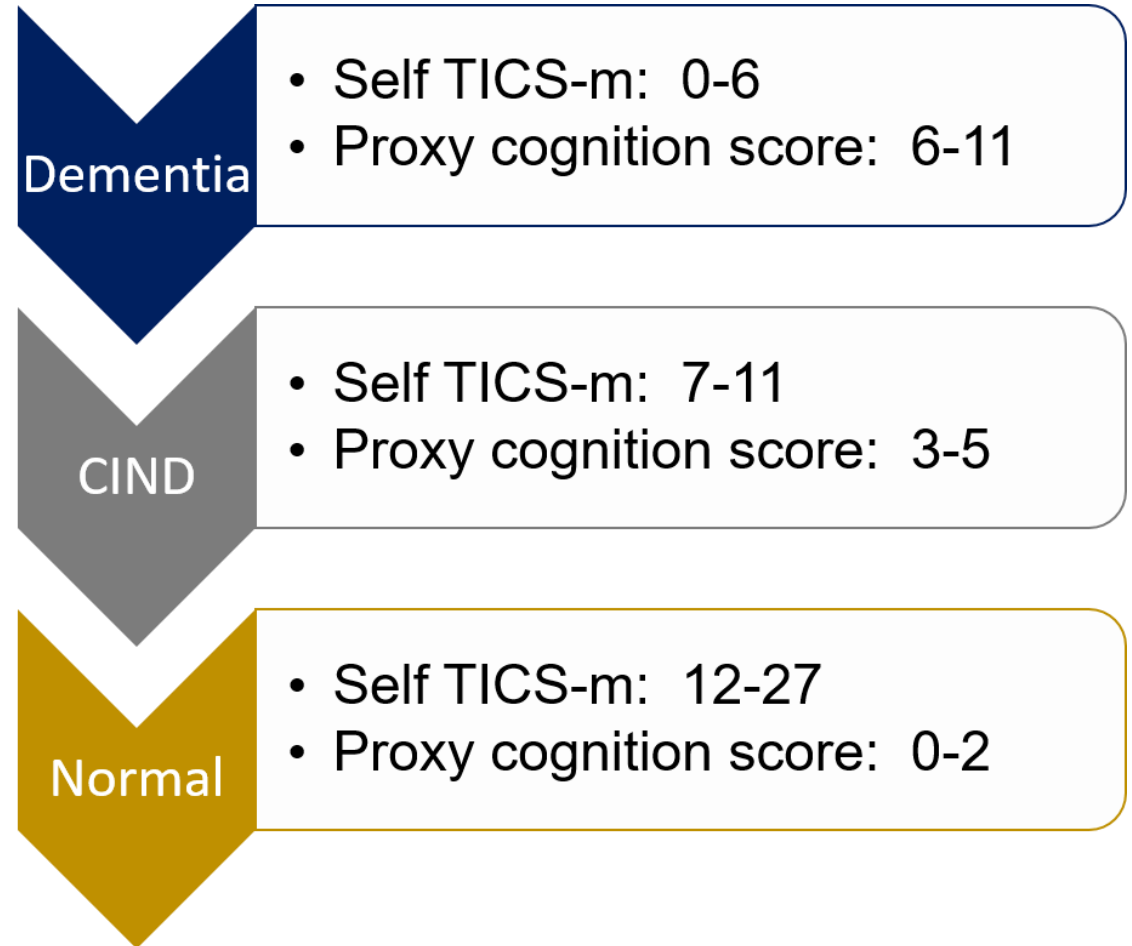 Dementia
• Self TICS-m: 0-6
• Proxy cognition score: 6-11
CIND
• Self TICS-m: 7-11
• Proxy cognition score: 3-5
Normal
• Self TICS-m: 12-27
• Proxy cognition score: 0-2